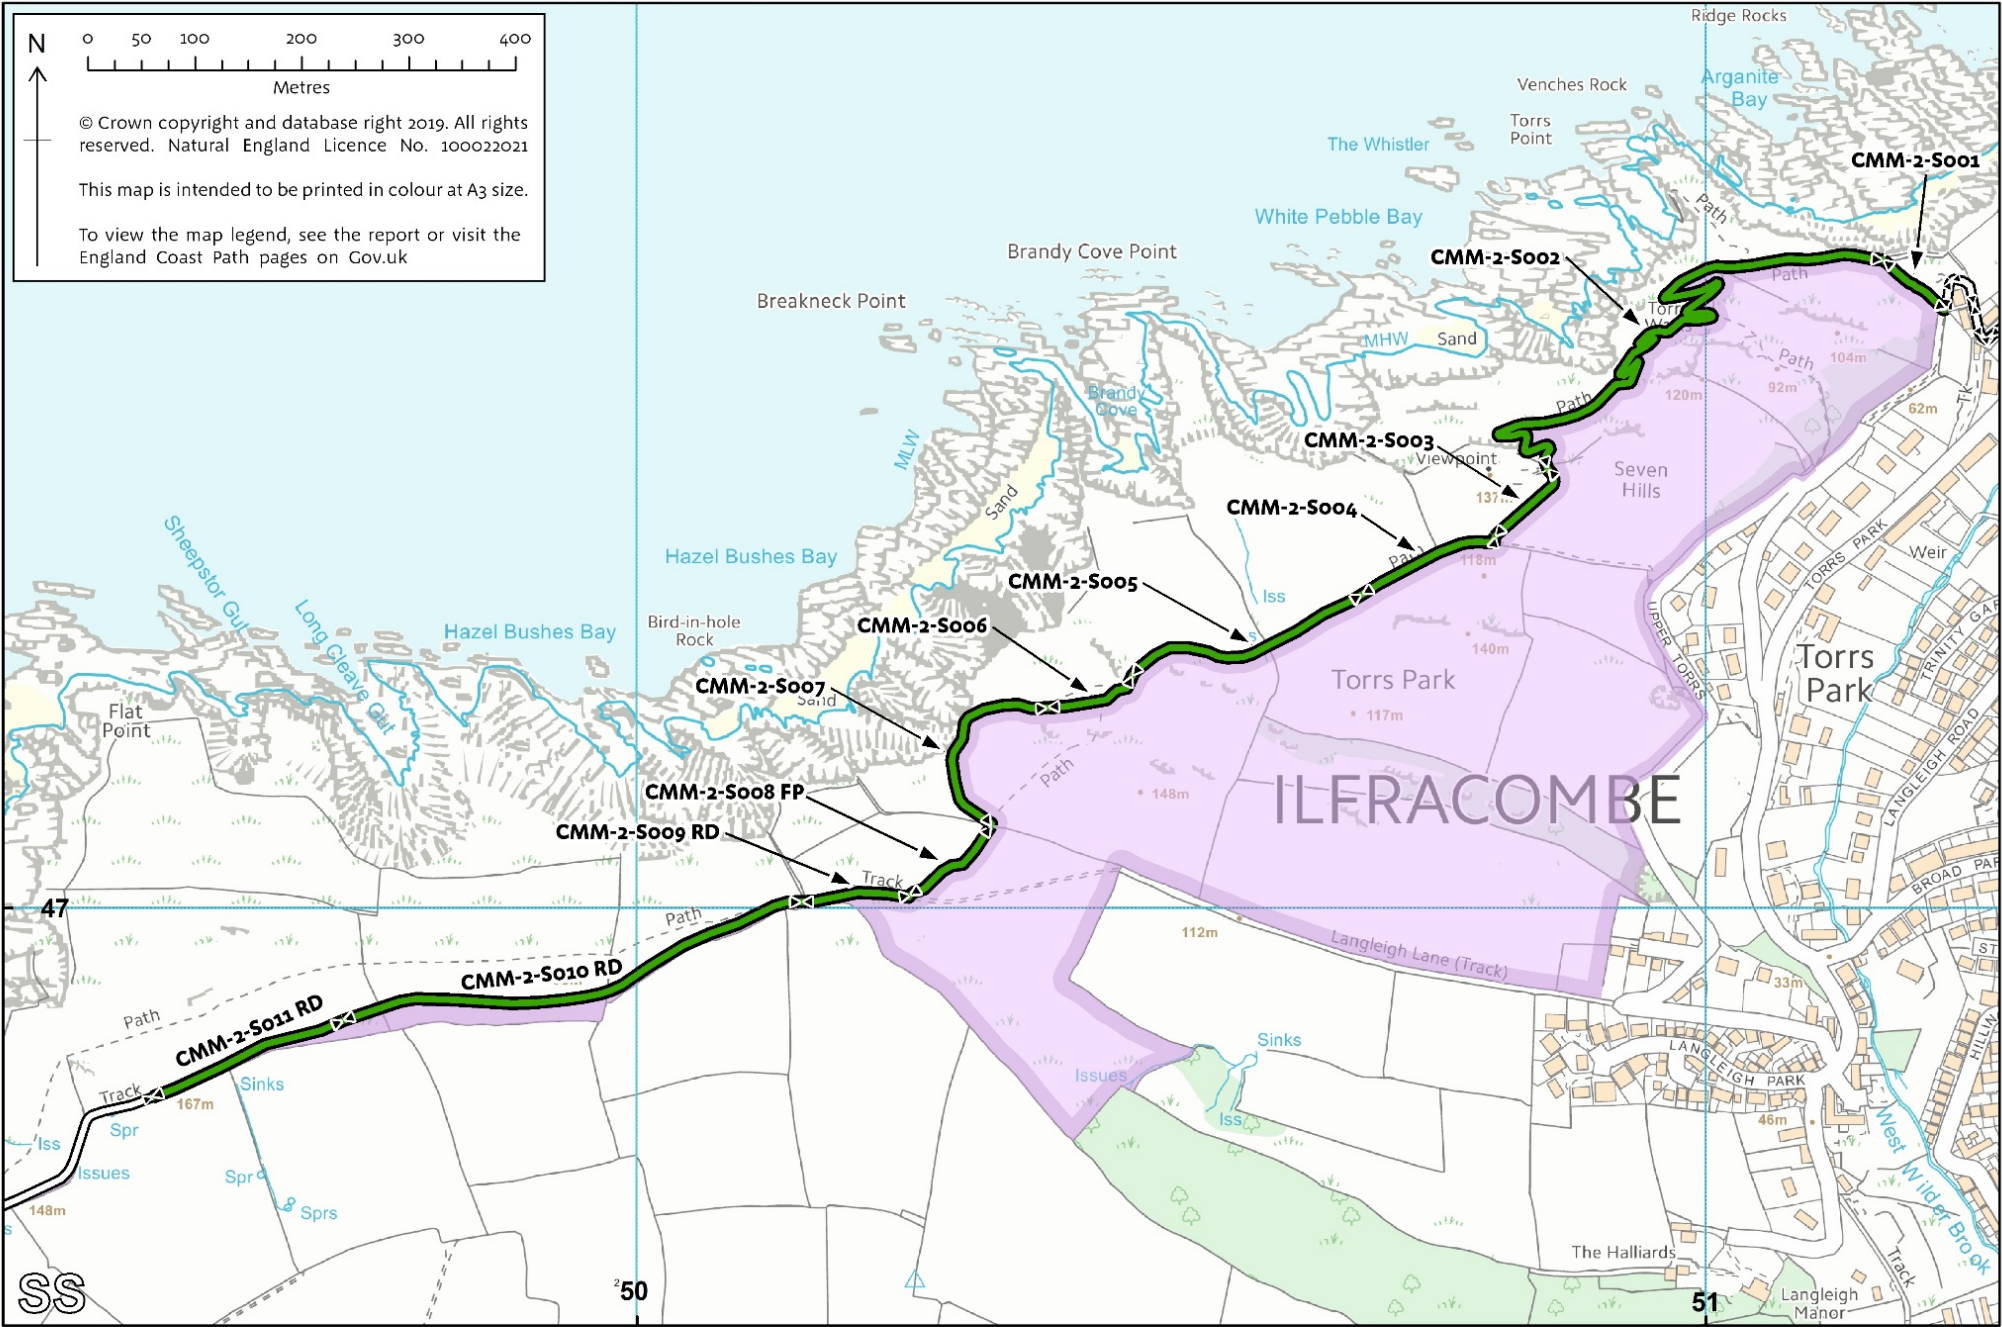 N
0 50 100 200 300 400
Metres
© Crown copyright and database right 2019. All rights
reserved. Natural England Licence No. 100022021
This map is intended to be printed in colour at A3 size.
To view the map legend, see the report or visit the
England Coast Path pages on Gov.uk
Ridge Rocks
Arganite
Bay
Venches Rock
Torrs
Point
The Whistler
CMM-2-S001
Path
White Pebble Bay
CMM-2-S002
Brandy Cove Point
Path
Breakneck Point
MHW
Sand
Path
104m
92m
120m
62m
Tk
Brandy
Cove
Path
MLW
CMM-2-S003
Viewpoint
Seven
Hills
Sand
CMM-2-S004
118m
Sheepstor Gut
Hazel Bushes Bay
TORRS PARK
Weir
CMM-2-S005
Iss
Long Cleave Gut
Hazel Bushes Bay
Bird-in-hole
Rock
CMM-2-S006
140m
UPPER TORRS
Torrs
Park
CMM-2-S007
Sand
Torrs Park
117m
Flat
Point
LANGLEIGH ROAD
Path
CMM-2-S008 FP
148m
ILFRACOMBE
CMM-2-S009 RD
Track
47
Path
112m
Langleigh Lane (Track)
33m
CMM-2-S010 RD
CMM-2-S011 RD
Path
Sinks
LANGLEIGH PARK
Track
Sinks
167m
Issues
Spr
Iss
46m
Iss
Issues
Spr
Sprs
148m
West Wilder Brook
The Halliards
SS
²50
51
Langleigh
Manor
Track